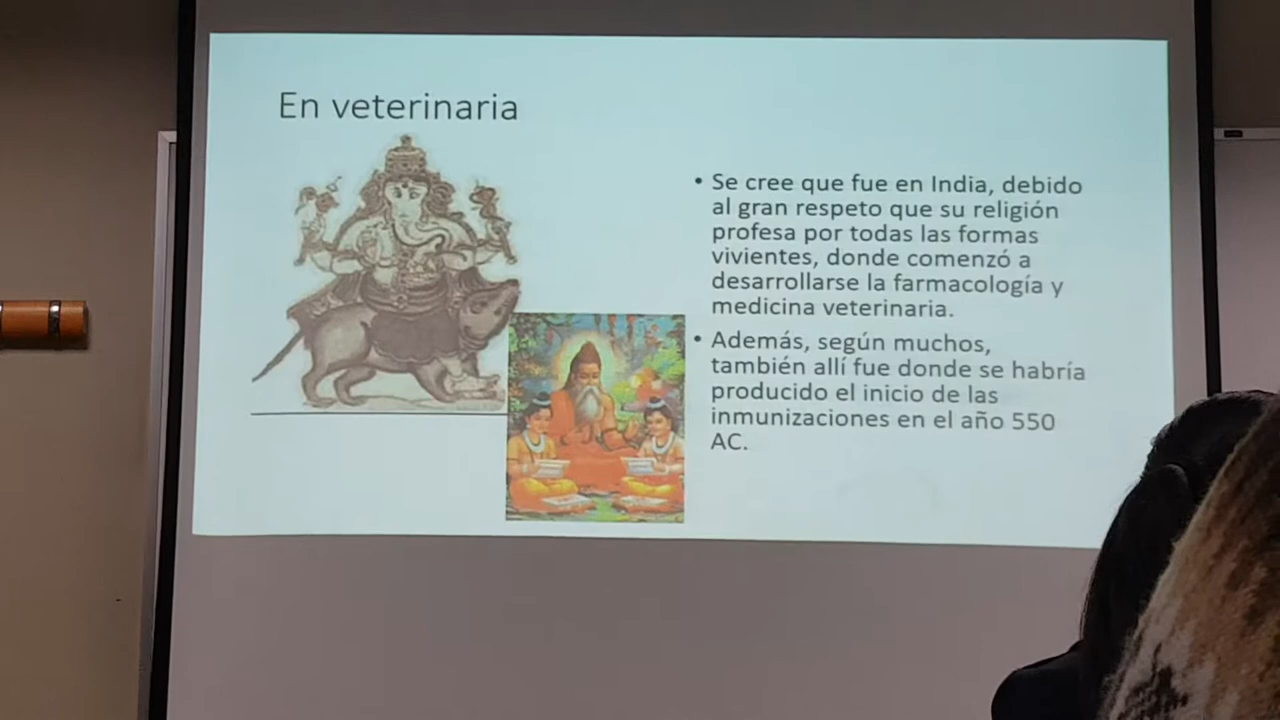 En veterinaria
• Se cree que fue en India, debido
al gran respeto que su religión
profesa por todas las formas
vivientes, donde comenzó a
desarrollarse la farmacología y
medicina veterinaria.
• Además, según muchos,
también allí fue donde se habría
producido el inicio de las
inmunizaciones en el año 550
AC.